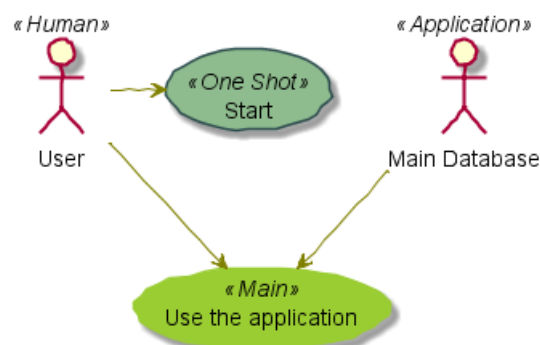 «Human»
User
«One Shot»
Start
«Application»
Main Database
«Main»
Use the application